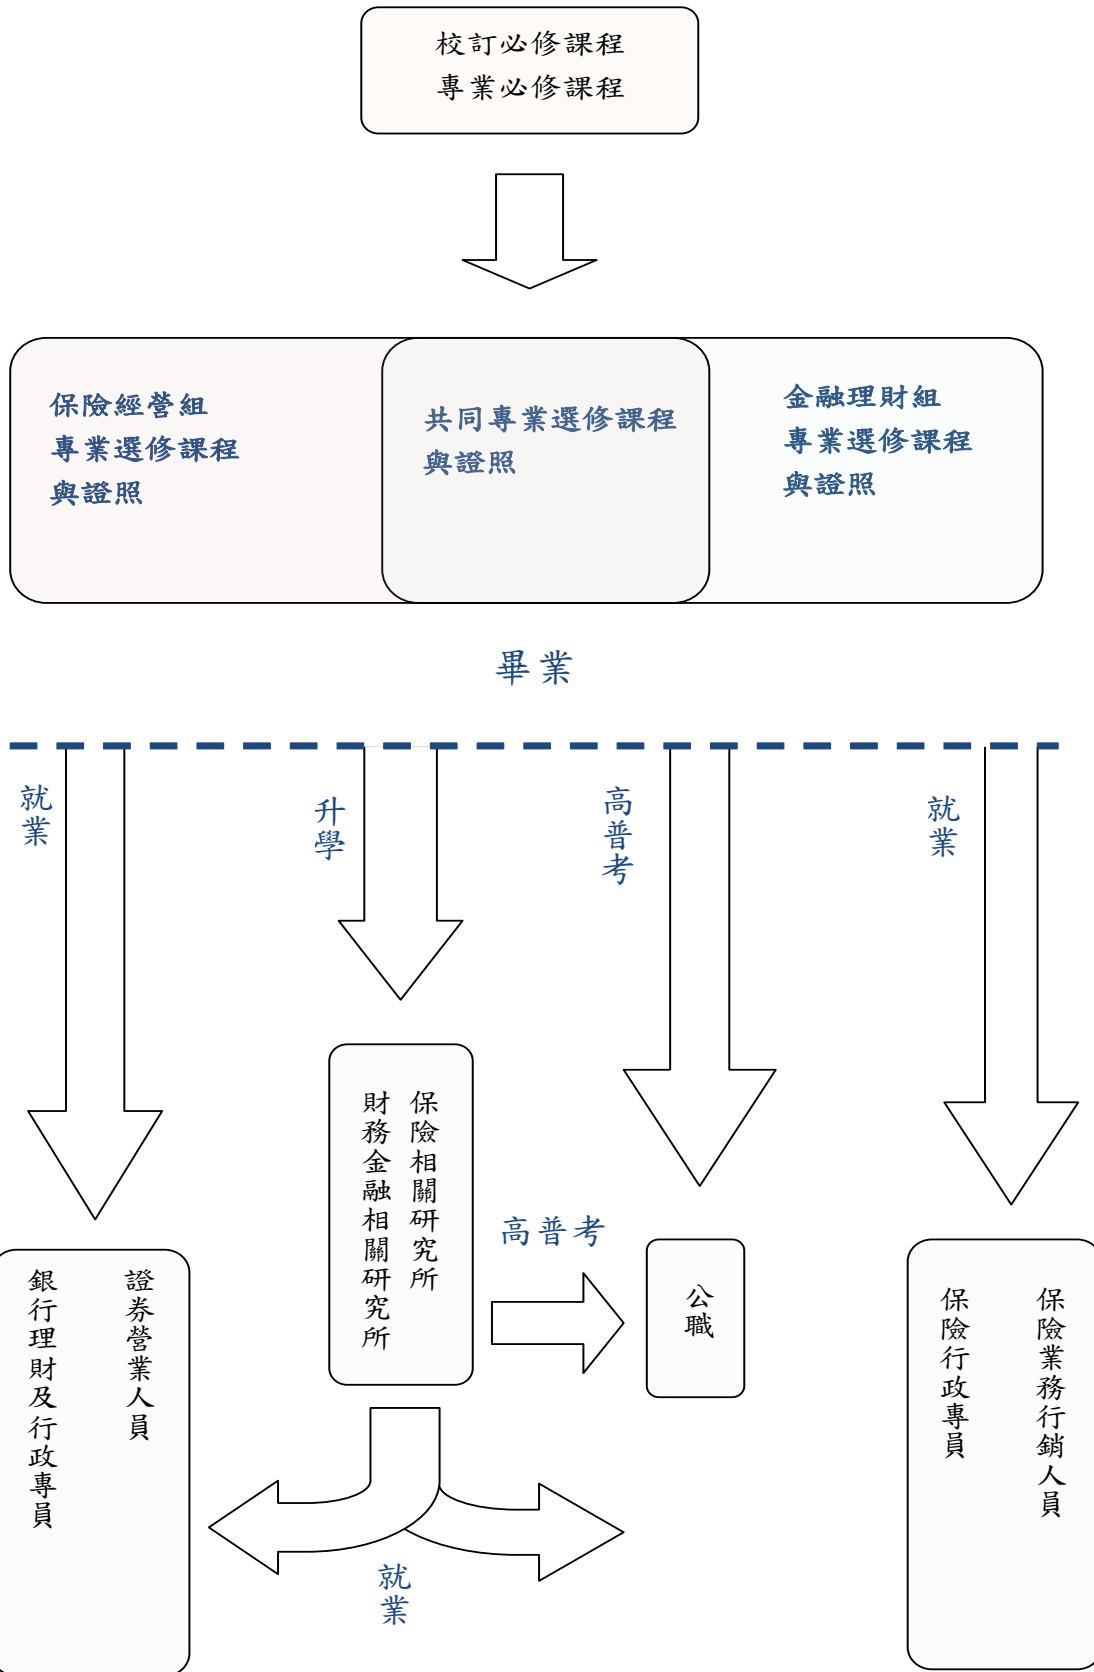 校訂必修課程
專業必修課程
保險經營組
專業選修課程
與證照
共同專業選修課程
與證照
金融理財組
專業選修課程
與證照
畢業
就業
升學
高普考
就業
保險相關研究所
財務金融相關研究所
高普考
公職
證券營業人員
銀行理財及行政專員
保險業務行銷人員
保險行政專員
就業